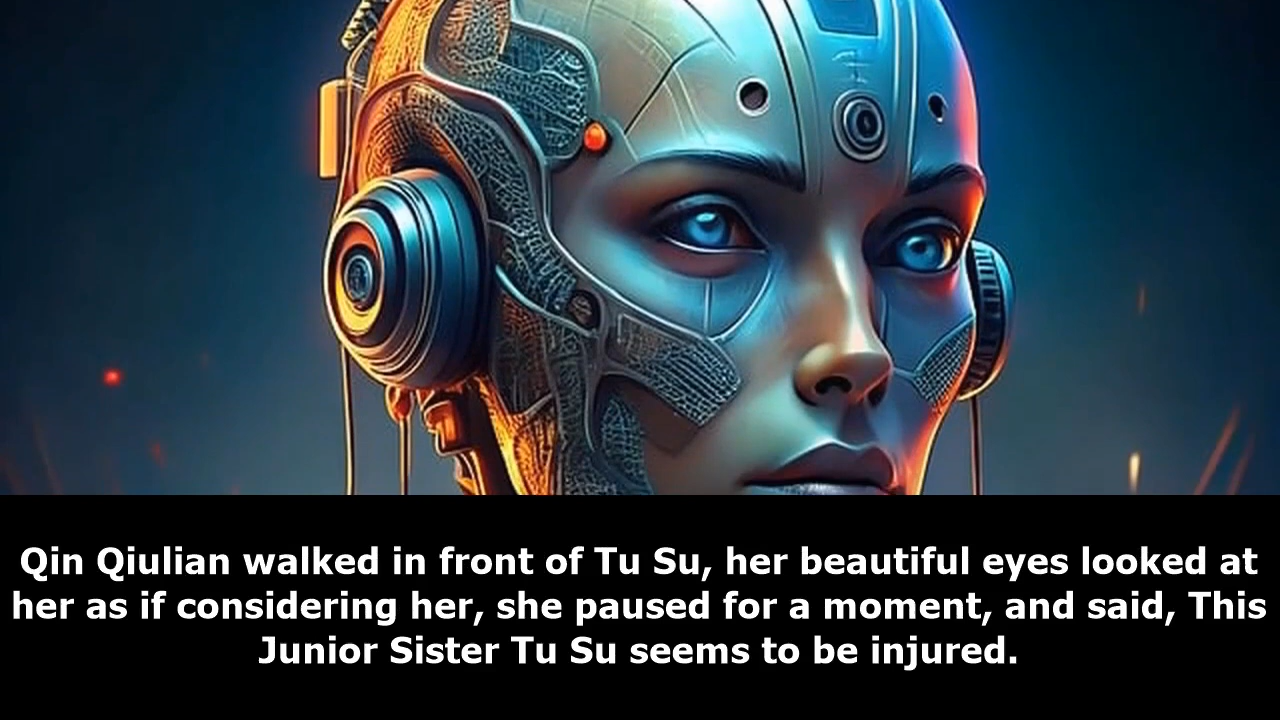 Qin Qiulian walked in front of Tu Su, her beautiful eyes looked at
her as if considering her, she paused for a moment, and said, This
Junior Sister Tu Su seems to be injured.